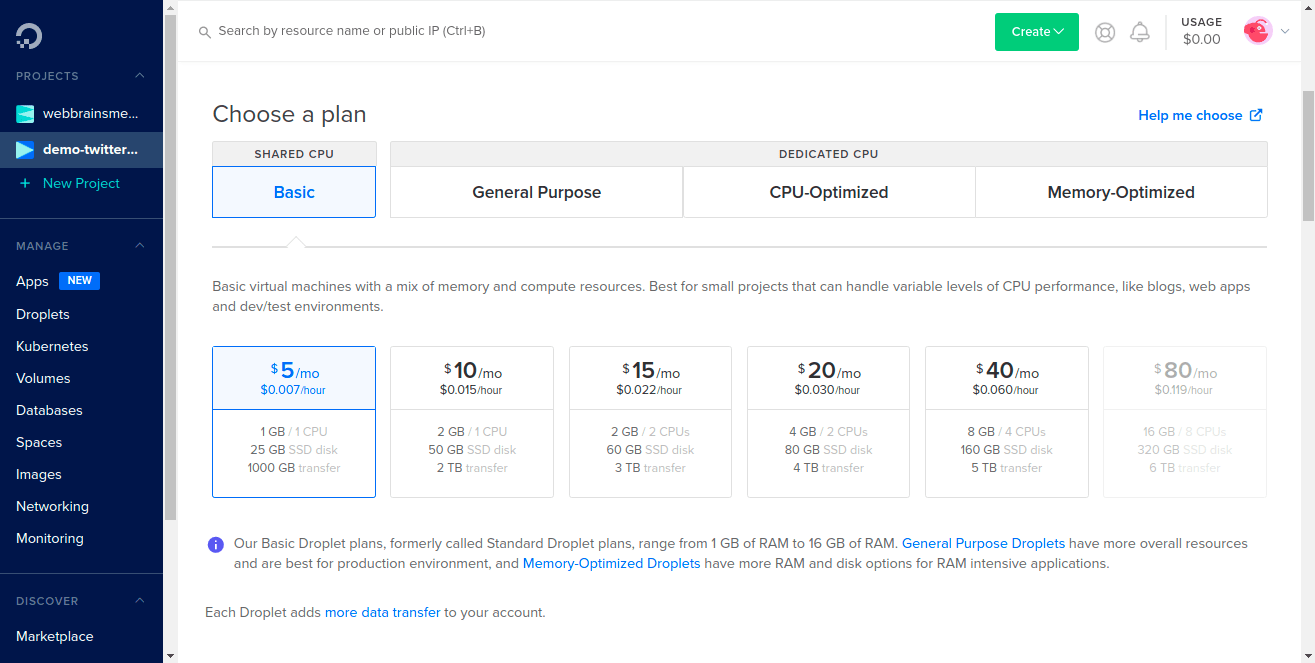 PROJECTS
webbrainsme...
demo-twitter...
+ New Project
MANAGE
Apps NEW
Droplets
Kubernetes
Volumes
Databases
Spaces
Images
Networking
Monitoring
DISCOVER
Marketplace
Search by resource name or public IP (Ctrl+B)
Create
USAGE
$0.00
Choose a plan
Help me choose
SHARED CPU
Basic
DEDICATED CPU
General Purpose
CPU-Optimized
Memory-Optimized
Basic virtual machines with a mix of memory and compute resources. Best for small projects that can handle variable levels of CPU performance, like blogs, web apps
and dev/test environments.
$5/mo
$0.007/hour
1 GB / 1 CPU
25 GB SSD disk
1000 GB transfer
$10/mo
$0.015/hour
2 GB / 1 CPU
50 GB SSD disk
2 TB transfer
$15/mo
$0.022/hour
2 GB / 2 CPUs
60 GB SSD disk
3 TB transfer
$20/mo
$0.030/hour
4 GB / 2 CPUs
80 GB SSD disk
4 TB transfer
$40/mo
$0.060/hour
8 GB / 4 CPUs
160 GB SSD disk
5 TB transfer
$80/mo
$0.119/hour
16 GB / 8 CPUs
320 GB SSD disk
6 TB transfer
Our Basic Droplet plans, formerly called Standard Droplet plans, range from 1 GB of RAM to 16 GB of RAM. General Purpose Droplets have more overall resources
and are best for production environment, and Memory-Optimized Droplets have more RAM and disk options for RAM intensive applications.
Each Droplet adds more data transfer to your account.